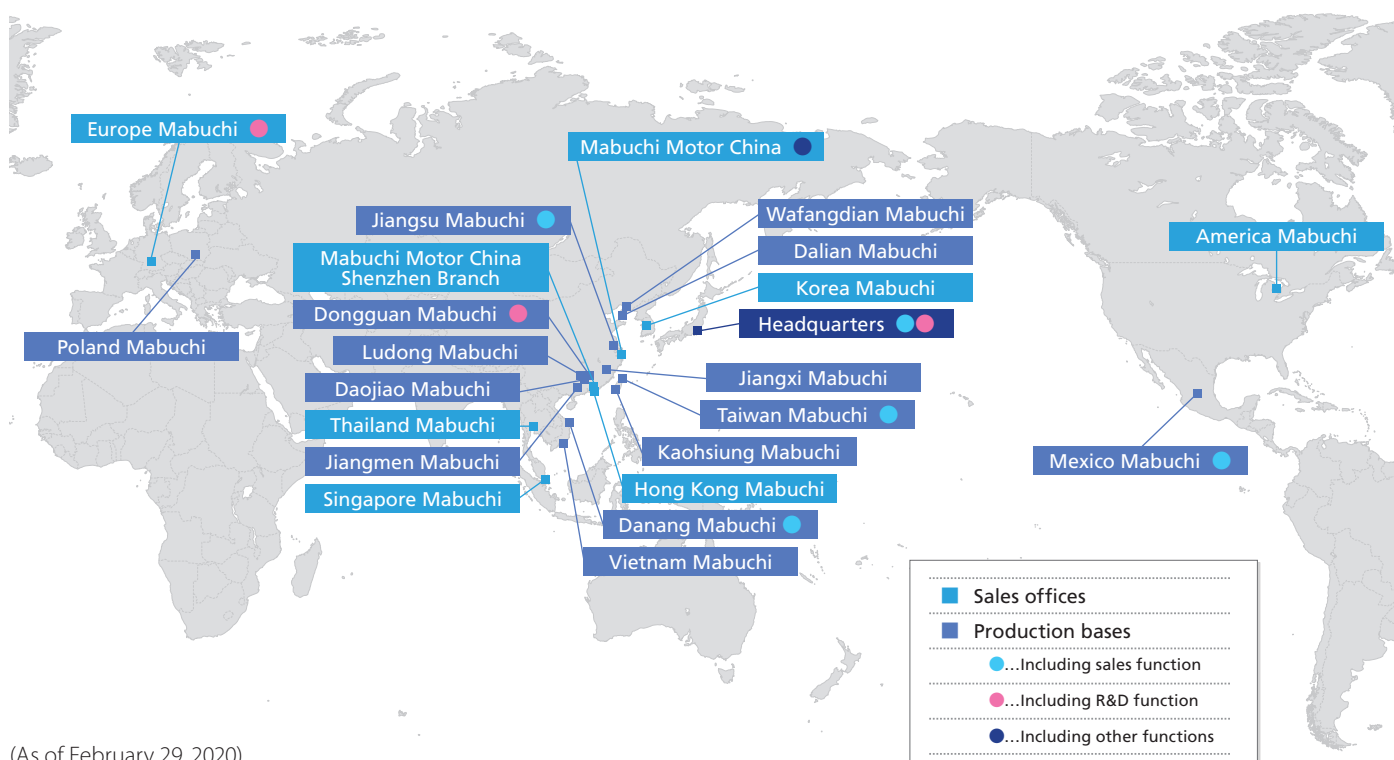 Europe Mabuchi
Mabuchi Motor China
Jiangsu Mabuchi
Wafangdian Mabuchi
America Mabuchi
Mabuchi Motor China
Shenzhen Branch
Dalian Mabuchi
Korea Mabuchi
Dongguan Mabuchi
Headquarters
Poland Mabuchi
Ludong Mabuchi
Jiangxi Mabuchi
Daojiao Mabuchi
Taiwan Mabuchi
Thailand Mabuchi
Kaohsiung Mabuchi
Jiangmen Mabuchi
Mexico Mabuchi
Singapore Mabuchi
Hong Kong Mabuchi
Danang Mabuchi
Vietnam Mabuchi
Sales offices
Production bases
...Including sales function
...Including R&D function
...Including other functions
(As of February 29, 2020)